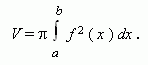 V = π ∫_a^b f² ( x ) dx .